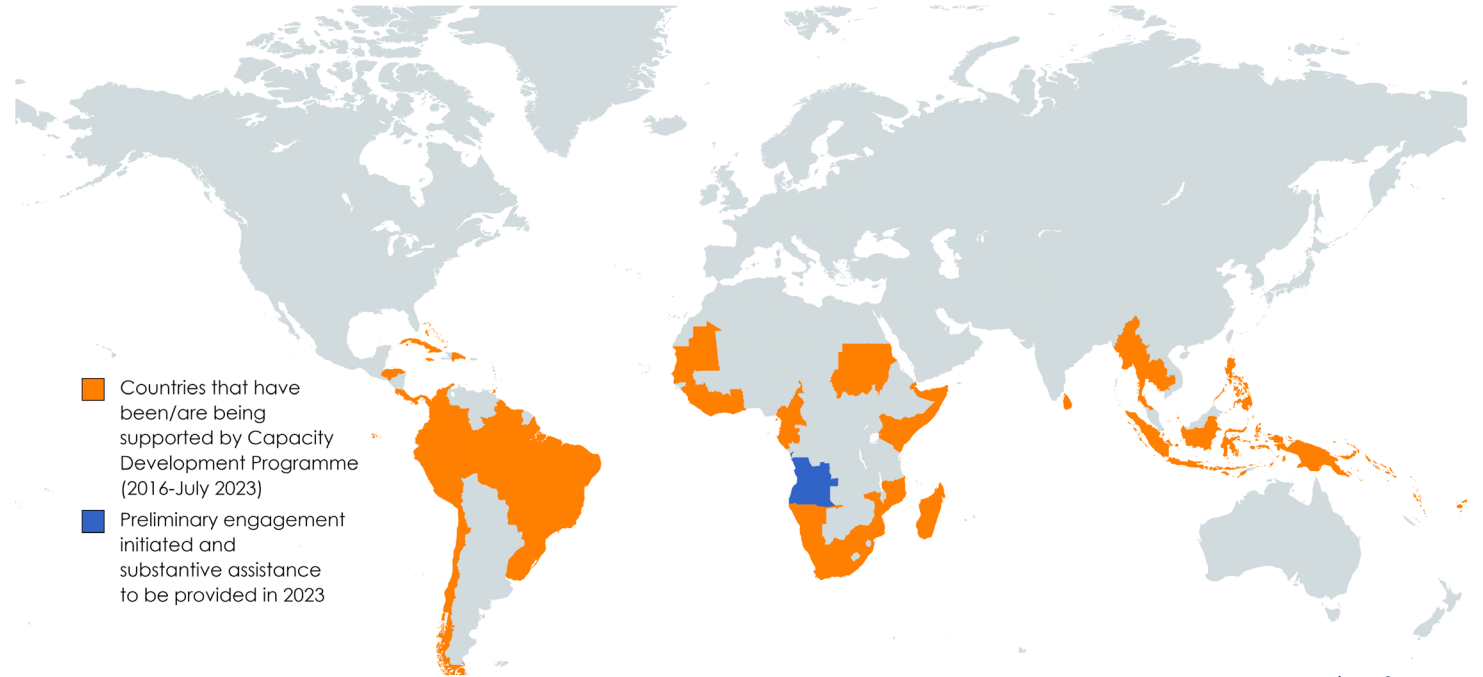 Countries that have
been/are being
supported by Capacity
Development Programme
(2016-July 2023)
Preliminary engagement
initiated and
substantive assistance
to be provided in 2023